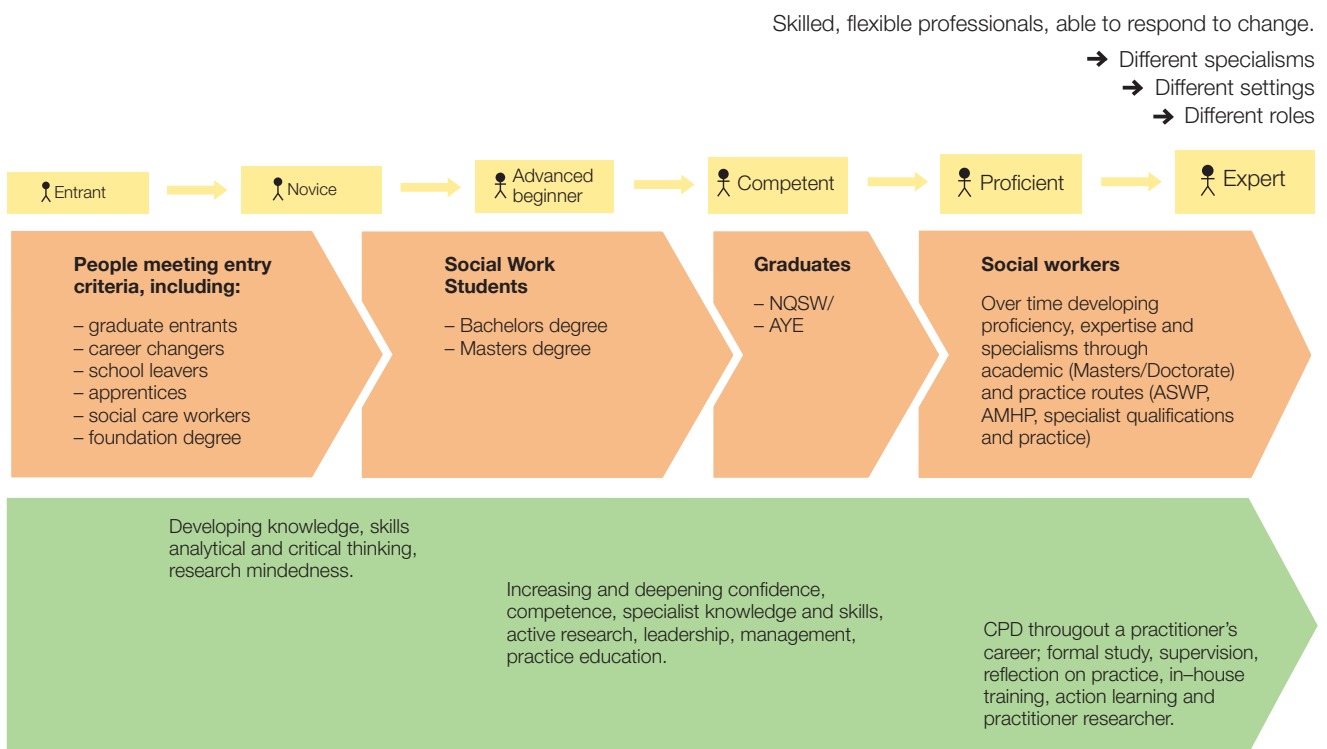 Skilled, flexible professionals, able to respond to change.
➔ Different specialisms
➔ Different settings
➔ Different roles
Entrant
Novice
Advanced
beginner
Competent
Proficient
Expert
People meeting entry
criteria, including:
– graduate entrants
– career changers
– school leavers
– apprentices
– social care workers
– foundation degree
Social Work
Students
– Bachelors degree
– Masters degree
Graduates
– NQSW/
– AYE
Social workers
Over time developing
proficiency, expertise and
specialisms through
academic (Masters/Doctorate)
and practice routes (ASWP,
AMHP, specialist qualifications
and practice)
Developing knowledge, skills
analytical and critical thinking,
research mindedness.
Increasing and deepening confidence,
competence, specialist knowledge and skills,
active research, leadership, management,
practice education.
CPD througout a practitioner’s
career; formal study, supervision,
reflection on practice, in–house
training, action learning and
practitioner researcher.